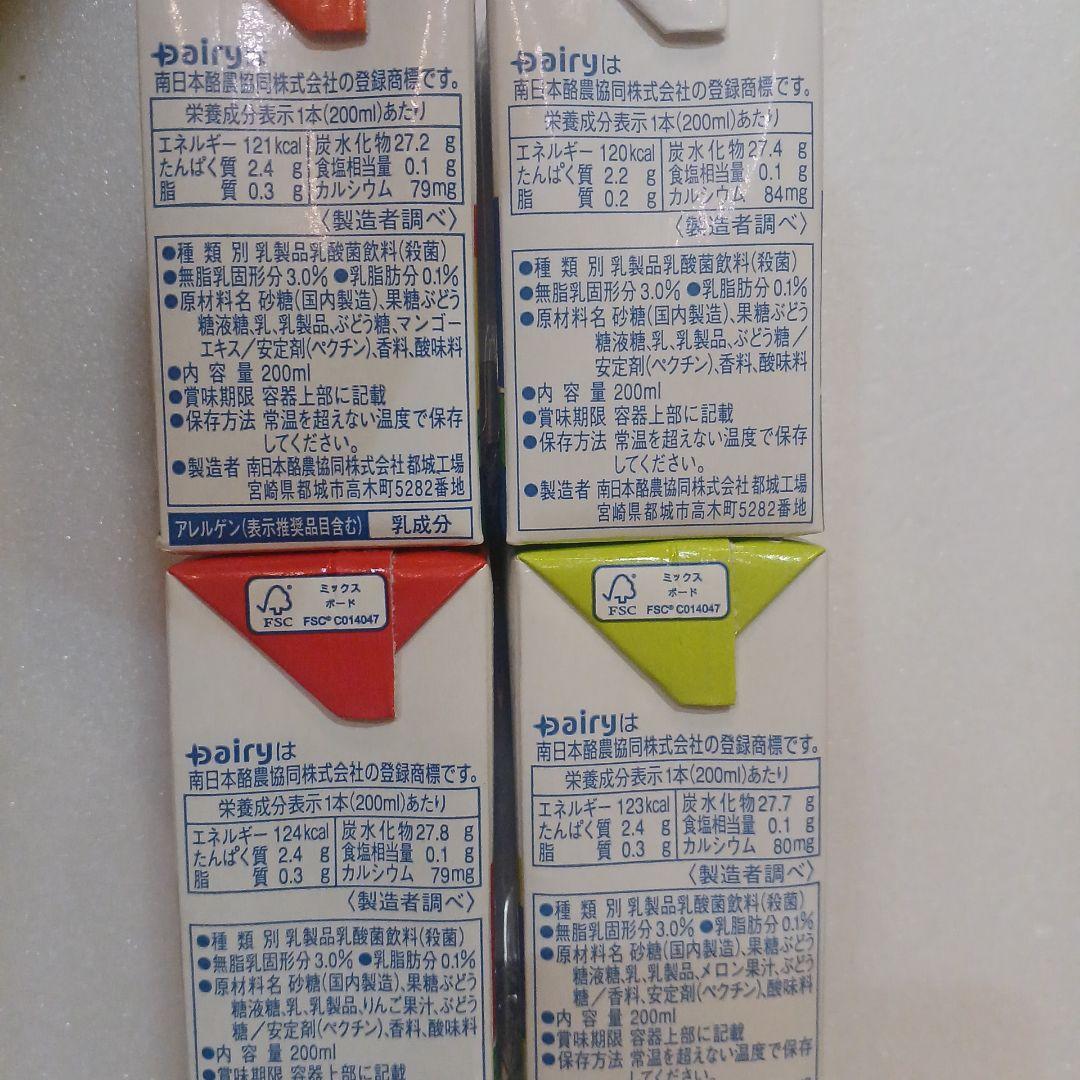 Dairyは
南日本酪農協同株式会社の登録商標です。
栄養成分表示1本(200ml)あたり
エネルギー 121kcal 炭水化物27.2 g
たんぱく質 2.4 g 食塩相当量 0.1 g
脂 質 0.3 g カルシウム 79mg
〈製造者調べ〉
●種 類 別 乳製品乳酸菌飲料(殺菌)
●無脂乳固形分3.0% ●乳脂肪分0.1%
●原材料名 砂糖(国内製造)、果糖ぶどう
糖液糖、乳、乳製品、ぶどう糖、マンゴー
エキス/安定剤(ペクチン)、香料、酸味料
●内 容 量 200ml
●賞味期限 容器上部に記載
●保存方法 常温を超えない温度で保存
してください。
●製造者 南日本酪農協同株式会社都城工場
宮崎県都城市高木町5282番地
アレルゲン(表示推奨品目含む) 乳成分
Dairyは
南日本酪農協同株式会社の登録商標です。
栄養成分表示1本(200ml)あたり
エネルギー 120kcal 炭水化物27.4 g
たんぱく質 2.2 g 食塩相当量 0.1 g
脂 質 0.2 g カルシウム 84mg
〈製造者調べ〉
●種 類 別 乳製品乳酸菌飲料(殺菌)
●無脂乳固形分3.0% ●乳脂肪分0.1%
●原材料名 砂糖(国内製造)、果糖ぶどう
糖液糖、乳、乳製品、ぶどう糖/
安定剤(ペクチン)、香料、酸味料
●内 容 量 200ml
●賞味期限 容器上部に記載
●保存方法 常温を超えない温度で保存
してください。
●製造者 南日本酪農協同株式会社都城工場
宮崎県都城市高木町5282番地
ミックス
ボード
FSC FSC® C014047
Dairyは
南日本酪農協同株式会社の登録商標です。
栄養成分表示1本(200ml)あたり
エネルギー 124kcal 炭水化物27.8 g
たんぱく質 2.4 g 食塩相当量 0.1 g
脂 質 0.3 g カルシウム 79mg
〈製造者調べ〉
●種 類 別 乳製品乳酸菌飲料(殺菌)
●無脂乳固形分3.0% ●乳脂肪分0.1%
●原材料名 砂糖(国内製造)、果糖ぶどう
糖液糖、乳、乳製品、りんご果汁、ぶどう
糖/安定剤(ペクチン)、香料、酸味料
●内 容 量 200ml
●賞味期限 容器上部に記載
ミックス
ボード
FSC FSC® C014047
Dairyは
南日本酪農協同株式会社の登録商標です。
栄養成分表示1本(200ml)あたり
エネルギー 123kcal 炭水化物27.7 g
たんぱく質 2.4 g 食塩相当量 0.1 g
脂 質 0.3 g カルシウム 80mg
〈製造者調べ〉
●種 類 別 乳製品乳酸菌飲料(殺菌)
●無脂乳固形分3.0% ●乳脂肪分0.1%
●原材料名 砂糖(国内製造)、果糖ぶどう
糖液糖、乳、乳製品、メロン果汁、ぶどう
糖/香料、安定剤(ペクチン)、酸味料
●内 容 量 200ml
●賞味期限 容器上部に記載
●保存方法 常温を超えない温度で保存
してください。